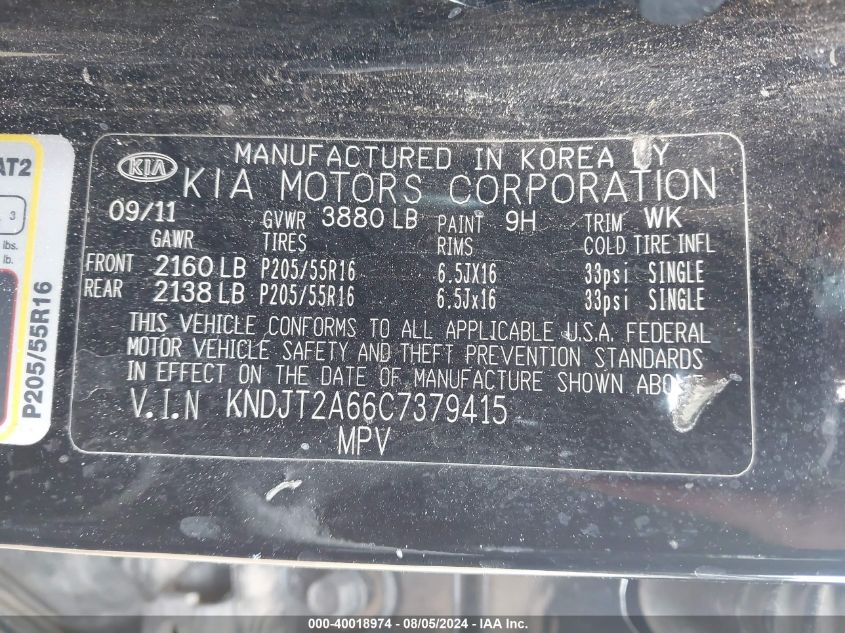 AT2
3
lbs.
lb.
P205/55R16
KIA
MANUFACTURED IN KOREA BY
KIA MOTORS CORPORATION
09/11 GVWR 3880 LB PAINT 9H TRIM WK
GAWR TIRES RIMS COLD TIRE INFL
FRONT 2160 LB P205/55R16 6.5JX16 33psi SINGLE
REAR 2138 LB P205/55R16 6.5Jx16 33psi SINGLE
THIS VEHICLE CONFORMS TO ALL APPLICABLE U.S.A. FEDERAL
MOTOR VEHICLE SAFETY AND THEFT PREVENTION STANDARDS
IN EFFECT ON THE DATE OF MANUFACTURE SHOWN ABOVE
V.I.N KNDJT2A66C7379415
MPV
000-40018974 / 08/05/2024 - IAA Inc.